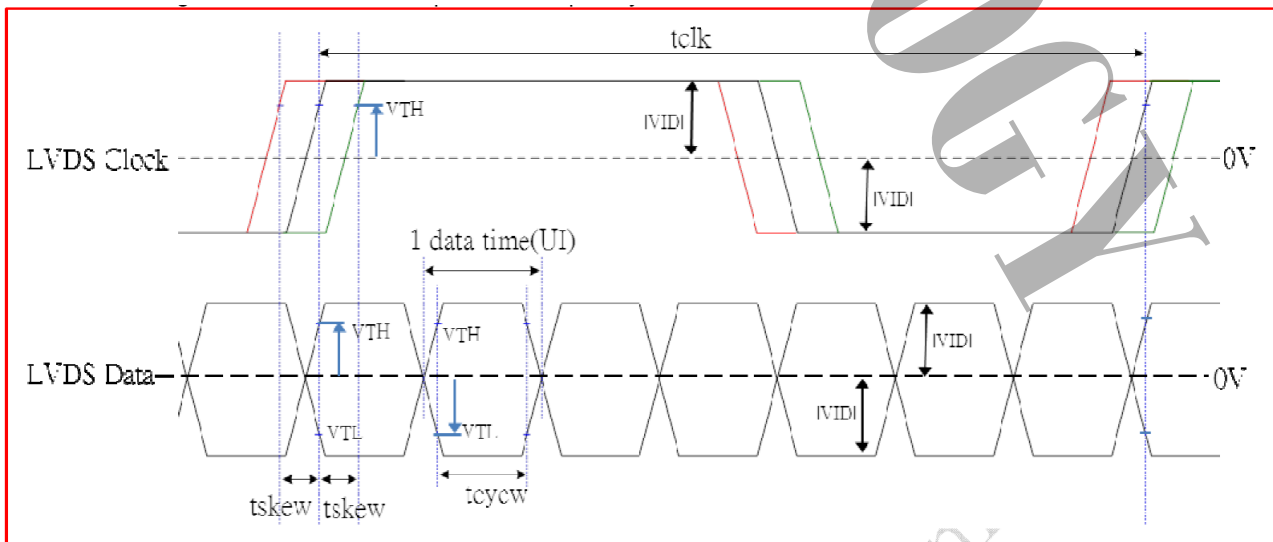 tclk
VTH
|VID|
LVDS Clock
0V
|VID|
1 data time(UI)
VTH
VTH
|VID|
LVDS Data
0V
VTL
VTL
|VID|
tskew
tskew
tcycw
OGY